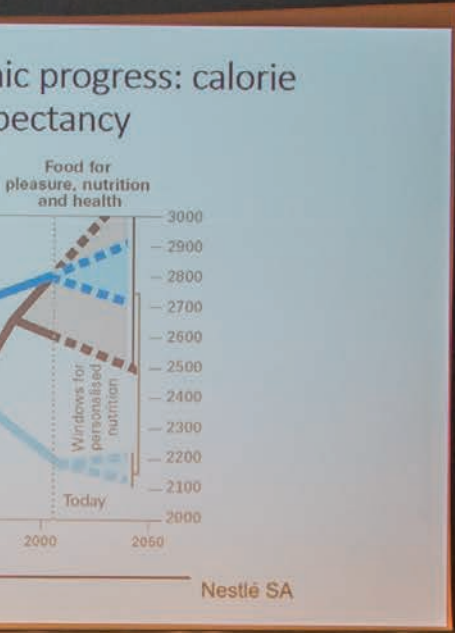 ic progress: calorie
pectancy
Food for
pleasure, nutrition
and health
3000
2900
2800
2700
2600
2500
2400
2300
2200
2100
2000
Windows for
personalised
nutrition
Today
2000
2050
Nestlé SA